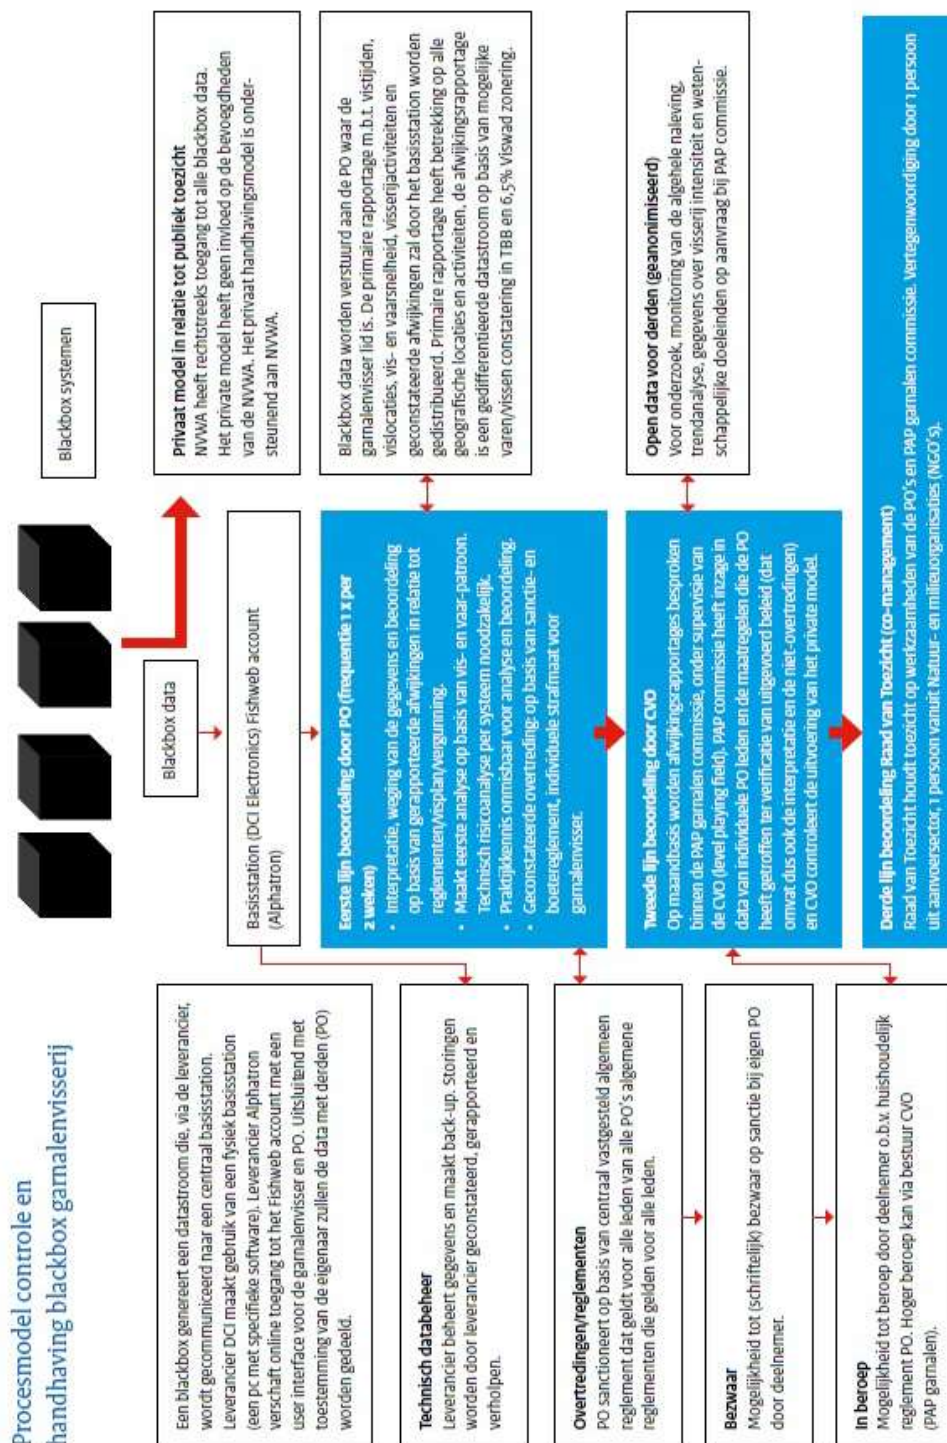 Procesmodel controle en
handhaving blackbox garnalenvisserij
Blackbox systemen
Een blackbox genereert een datastroom die, via de leverancier,
wordt gecommuniceerd naar een centraal basisstation.
Leverancier DCI maakt gebruik van een fysiek basisstation
(een pc met specifieke software). Leverancier Alphatron
verschaft online toegang tot het Fishweb account met een
user interface voor de garnalenvisser en PO. Uitsluitend met
toestemming van de eigenaar zullen de data met derden (PO)
worden gedeeld.
Blackbox data
Privaat model in relatie tot publiek toezicht
NVWA heeft rechtstreeks toegang tot alle blackbox data.
Het private model heeft geen invloed op de bevoegdheden
van de NVWA. Het privaat handhavingsmodel is onder-
steunend aan NVWA.
Basisstation (DCI Electronics) Fishweb account
(Alphatron)
Technisch databeheer
Leverancier beheert gegevens en maakt back-up. Storingen
worden door leverancier geconstateerd, gerapporteerd en
verholpen.
Eerste lijn beoordeling door PO (frequentie 1 x per
2 weken)
• Interpretatie, weging van de gegevens en beoordeling
op basis van gerapporteerde afwijkingen in relatie tot
reglementen/visplan/vergunning.
• Maakt eerste analyse op basis van vis- en vaar-patroon.
Technisch risicoanalyse per systeem noodzakelijk.
• Praktijkkennis onmisbaar voor analyse en beoordeling.
• Geconstateerde overtreding: op basis van sanctie- en
boetereglement, individuele strafmaat voor
garnalenvisser.
Blackbox data worden verstuurd aan de PO waar de
garnalenvisser lid is. De primaire rapportage m.b.t. vistijden,
vislocaties, vis- en vaarsnelheid, visserijactiviteiten en
geconstateerde afwijkingen zal door het basisstation worden
gedistribueerd. Primaire rapportage heeft betrekking op alle
geografische locaties en activiteiten, de afwijkingsrapportage
is een gedifferentieerde datastroom op basis van mogelijke
varen/vissen constatering in TBB en 6,5% Viswad zonering.
Overtredingen/reglementen
PO sanctioneert op basis van centraal vastgesteld algemeen
reglement dat geldt voor alle leden van alle PO's algemene
reglementen die gelden voor alle leden.
Tweede lijn beoordeling door CVO
Op maandbasis worden afwijkingsrapportages besproken
binnen de PAP garnalen commissie, onder supervisie van
de CVO (level playing field). PAP commissie heeft inzage in
data van individuele PO leden en de maatregelen die de PO
heeft getroffen ter verificatie van uitgevoerd beleid (dat
omvat dus ook de interpretatie en de niet-overtredingen)
en CVO controleert de uitvoering van het private model.
Open data voor derden (geanonimiseerd)
Voor onderzoek, monitoring van de algehele naleving,
trendanalyse, gegevens over visserij intensiteit en weten-
schappelijke doeleinden op aanvraag bij PAP commissie.
Bezwaar
Mogelijkheid tot (schriftelijk) bezwaar op sanctie bij eigen PO
door deelnemer.
In beroep
Mogelijkheid tot beroep door deelnemer o.b.v. huishoudelijk
reglement PO. Hoger beroep kan via bestuur CVO
(PAP garnalen).
Derde lijn beoordeling Raad van Toezicht (co-management)
Raad van Toezicht houdt toezicht op werkzaamheden van de PO's en PAP garnalen commissie. Vertegenwoordiging door 1 persoon
uit aanvoersector, 1 persoon vanuit Natuur- en milieuorganisaties (NGO's).